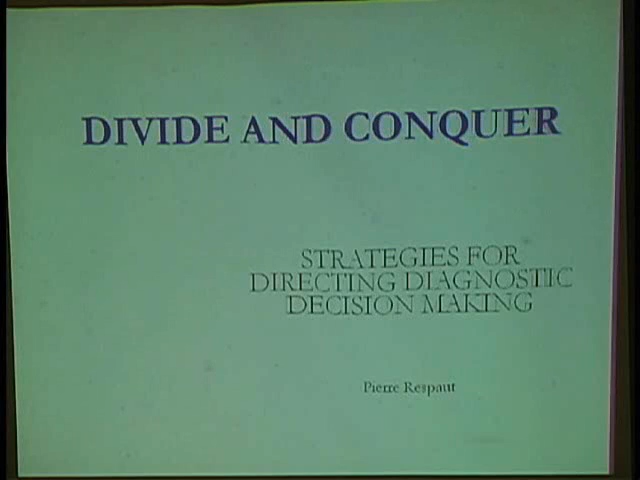 DIVIDE AND CONQUER
STRATEGIES FOR
DIRECTING DIAGNOSTIC
DECISION MAKING
Pierre Respaut